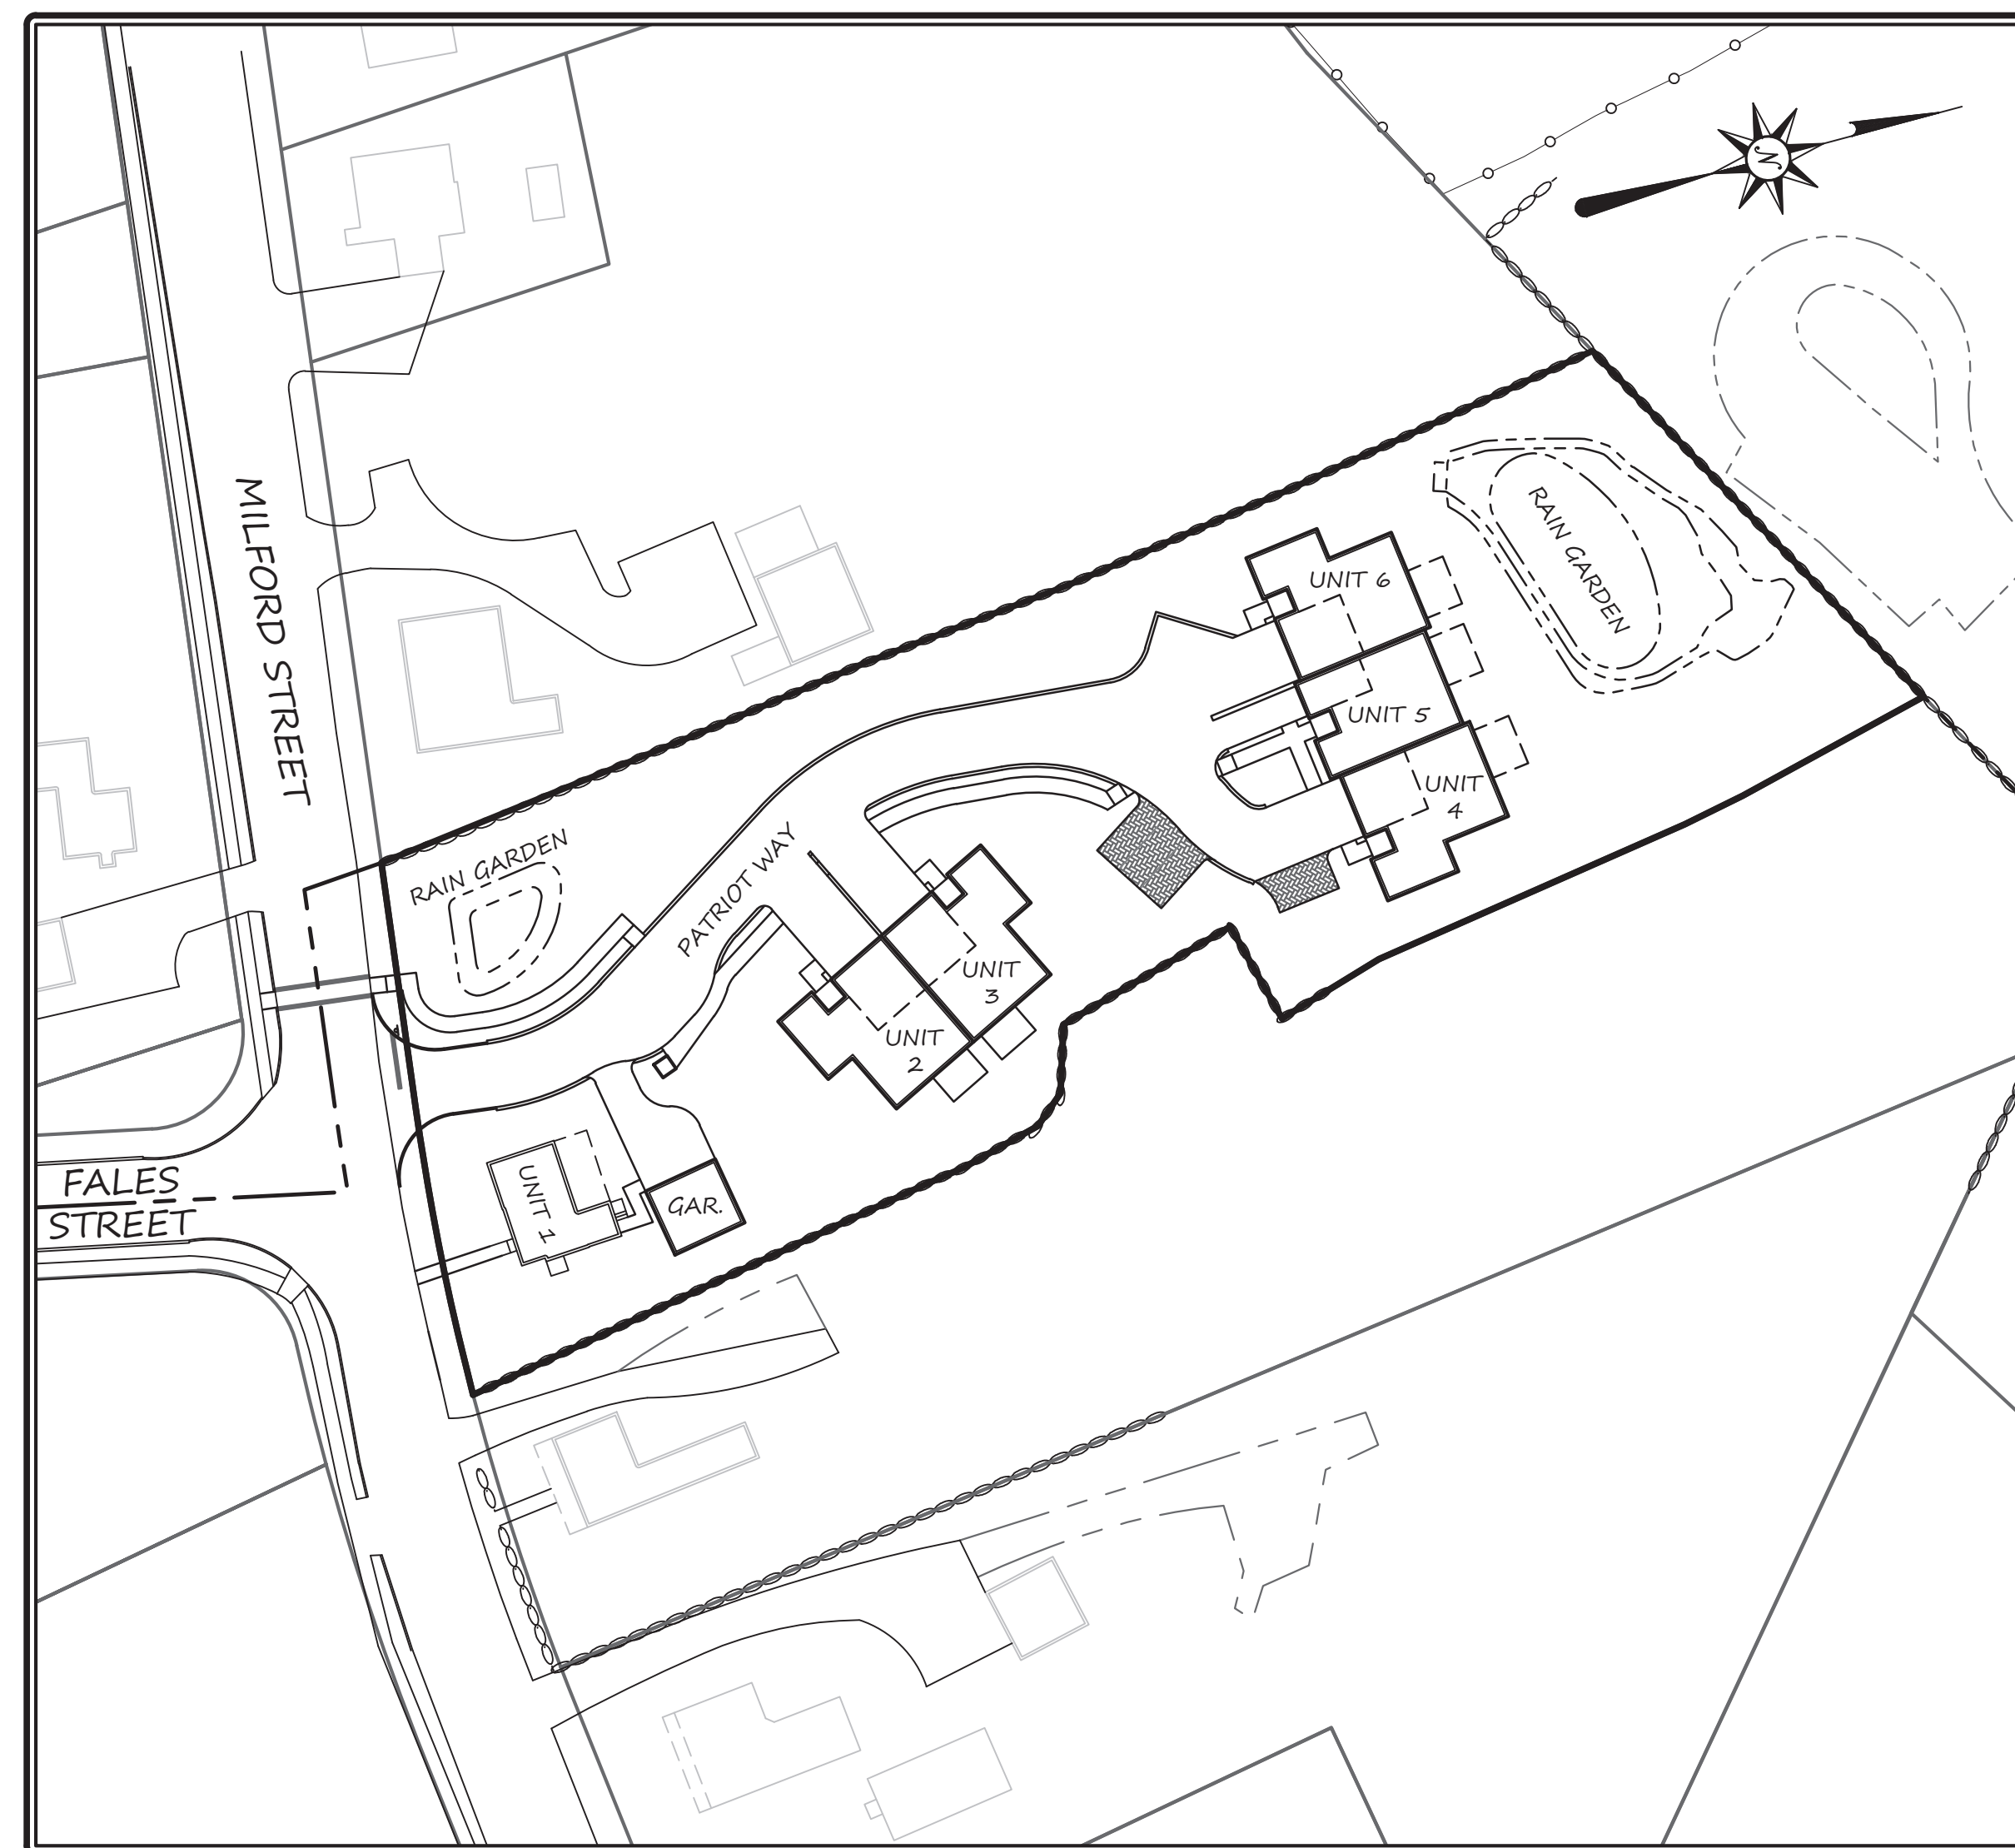 N
MILFORD STREET
RAIN GARDEN
UNIT 6
UNIT 5
UNIT
4
RAIN GARDEN
PATRIOT WAY
UNIT
3
UNIT
2
UNIT 1
GAR.
FALES
STREET